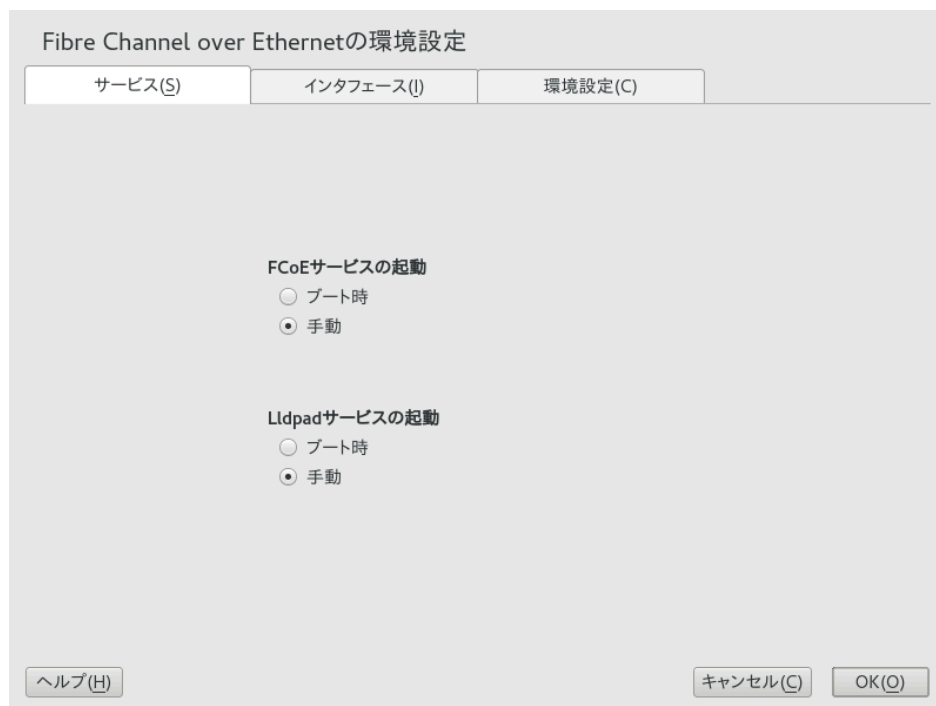 Fibre Channel over Ethernetの環境設定
サービス(S) インタフェース(I) 環境設定(C)
FCoEサービスの起動
ブート時
手動
Lldpadサービスの起動
ブート時
手動
ヘルプ(H) キャンセル(C) OK(O)